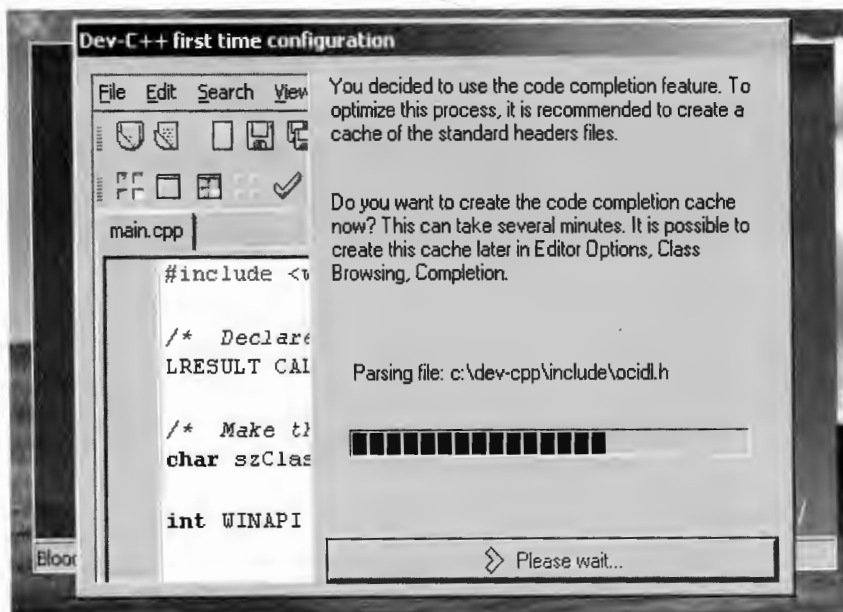 Dev-C++ first time configuration
File Edit Search View
main.cpp
#include <w
/* Declare
LRESULT CAL
/* Make th
char szClas
int WINAPI
You decided to use the code completion feature. To
optimize this process, it is recommended to create a
cache of the standard headers files.
Do you want to create the code completion cache
now? This can take several minutes. It is possible to
create this cache later in Editor Options, Class
Browsing, Completion.
Parsing file: c:\dev-cpp\include\ocidl.h
Please wait...
Blood